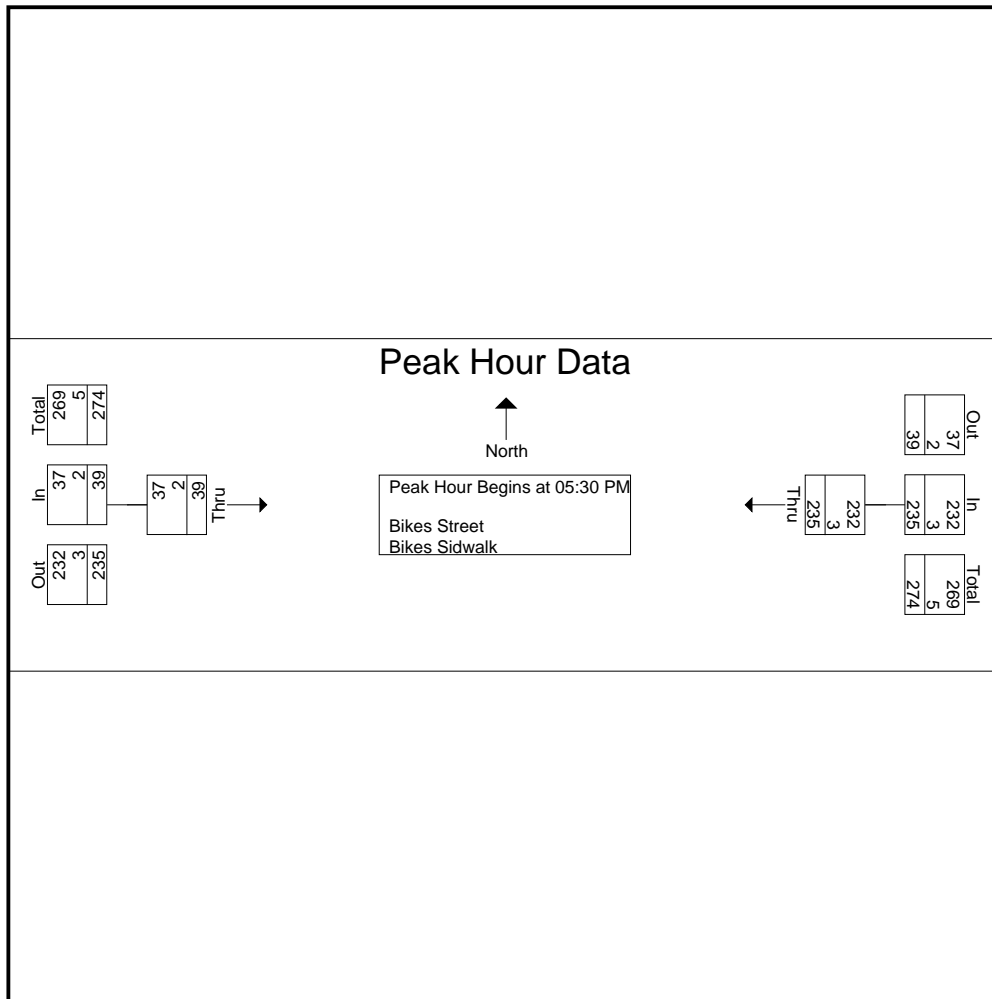 Peak Hour Data
North
Peak Hour Begins at 05:30 PM
Bikes Street
Bikes Sidwalk
Total
269
5
274
In
37
2
39
Out
232
3
235
37
2
39
Thru
Thru
232
3
235
Out
37
2
39
In
232
3
235
Total
269
5
274